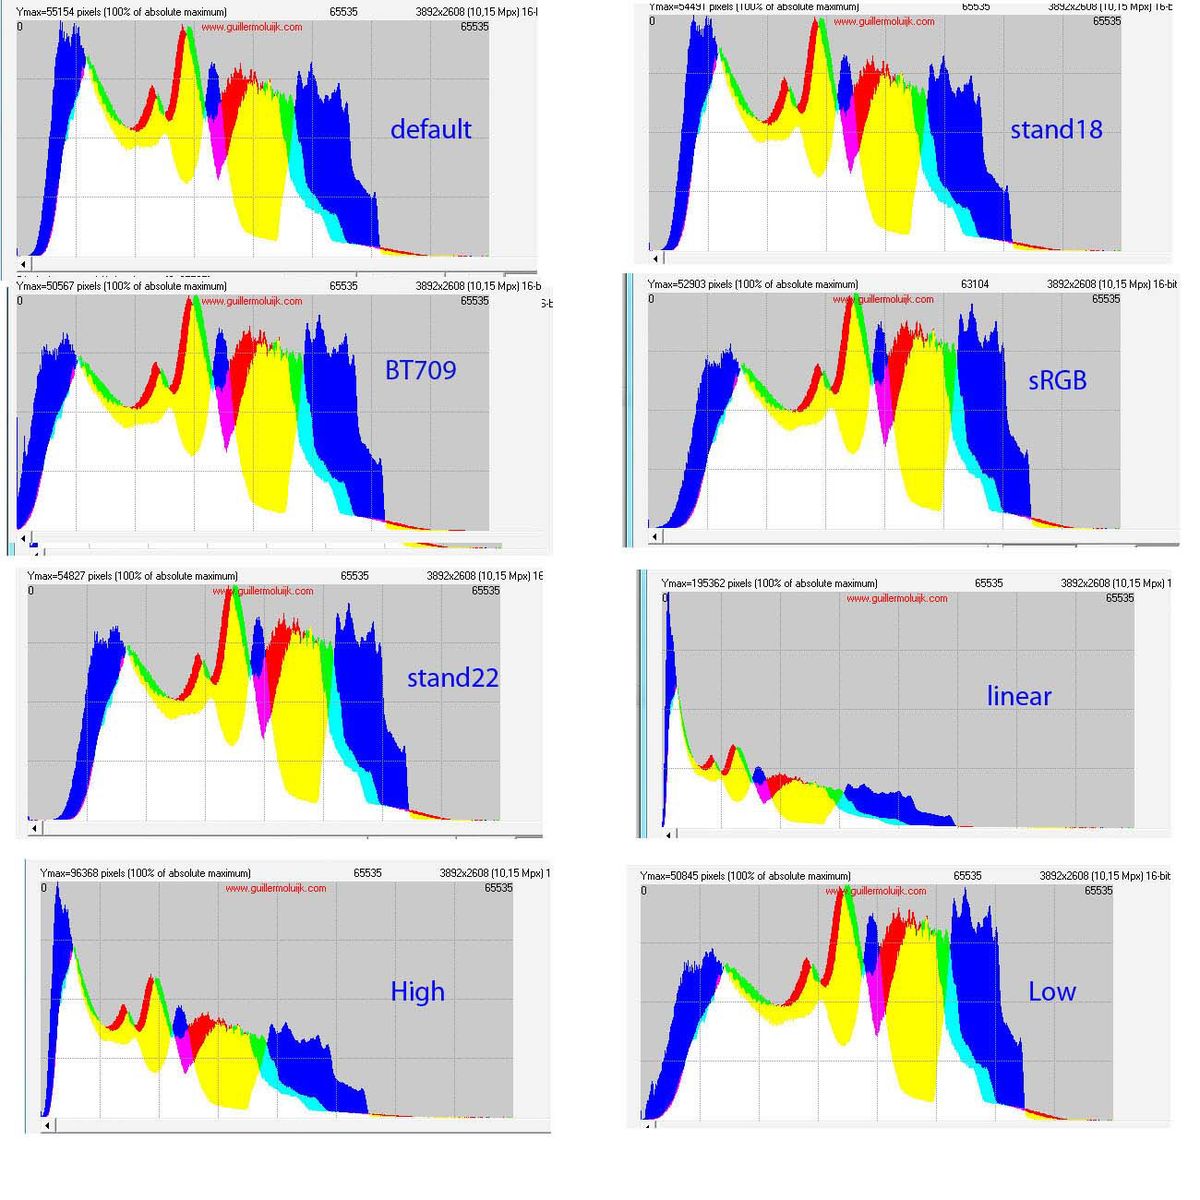 Ymax=55154 pixels (100% of absolute maximum) 65535 3892x2608 (10,15 Mpx) 16-
0 www.guillermoluijk.com 65535
default
Ymax=54491 pixels (100% of absolute maximum) 65535 3892x2608 (10,15 Mpx) 16-b
0 www.guillermoluijk.com 65535
stand18
Ymax=50567 pixels (100% of absolute maximum) 65535 3892x2608 (10,15 Mpx) 16-b
0 www.guillermoluijk.com 65535
BT709
Ymax=52903 pixels (100% of absolute maximum) 63104 3892x2608 (10,15 Mpx) 16-bit
0 www.guillermoluijk.com 65535
sRGB
Ymax=54827 pixels (100% of absolute maximum) 65535 3892x2608 (10,15 Mpx) 16
0 www.guillermoluijk.com 65535
stand22
Ymax=195362 pixels (100% of absolute maximum) 65535 3892x2608 (10,15 Mpx) 1
0 www.guillermoluijk.com 65535
linear
Ymax=96368 pixels (100% of absolute maximum) 65535 3892x2608 (10,15 Mpx) 1
0 www.guillermoluijk.com 65535
High
Ymax=50845 pixels (100% of absolute maximum) 65535 3892x2608 (10,15 Mpx) 16-bit
0 www.guillermoluijk.com 65535
Low